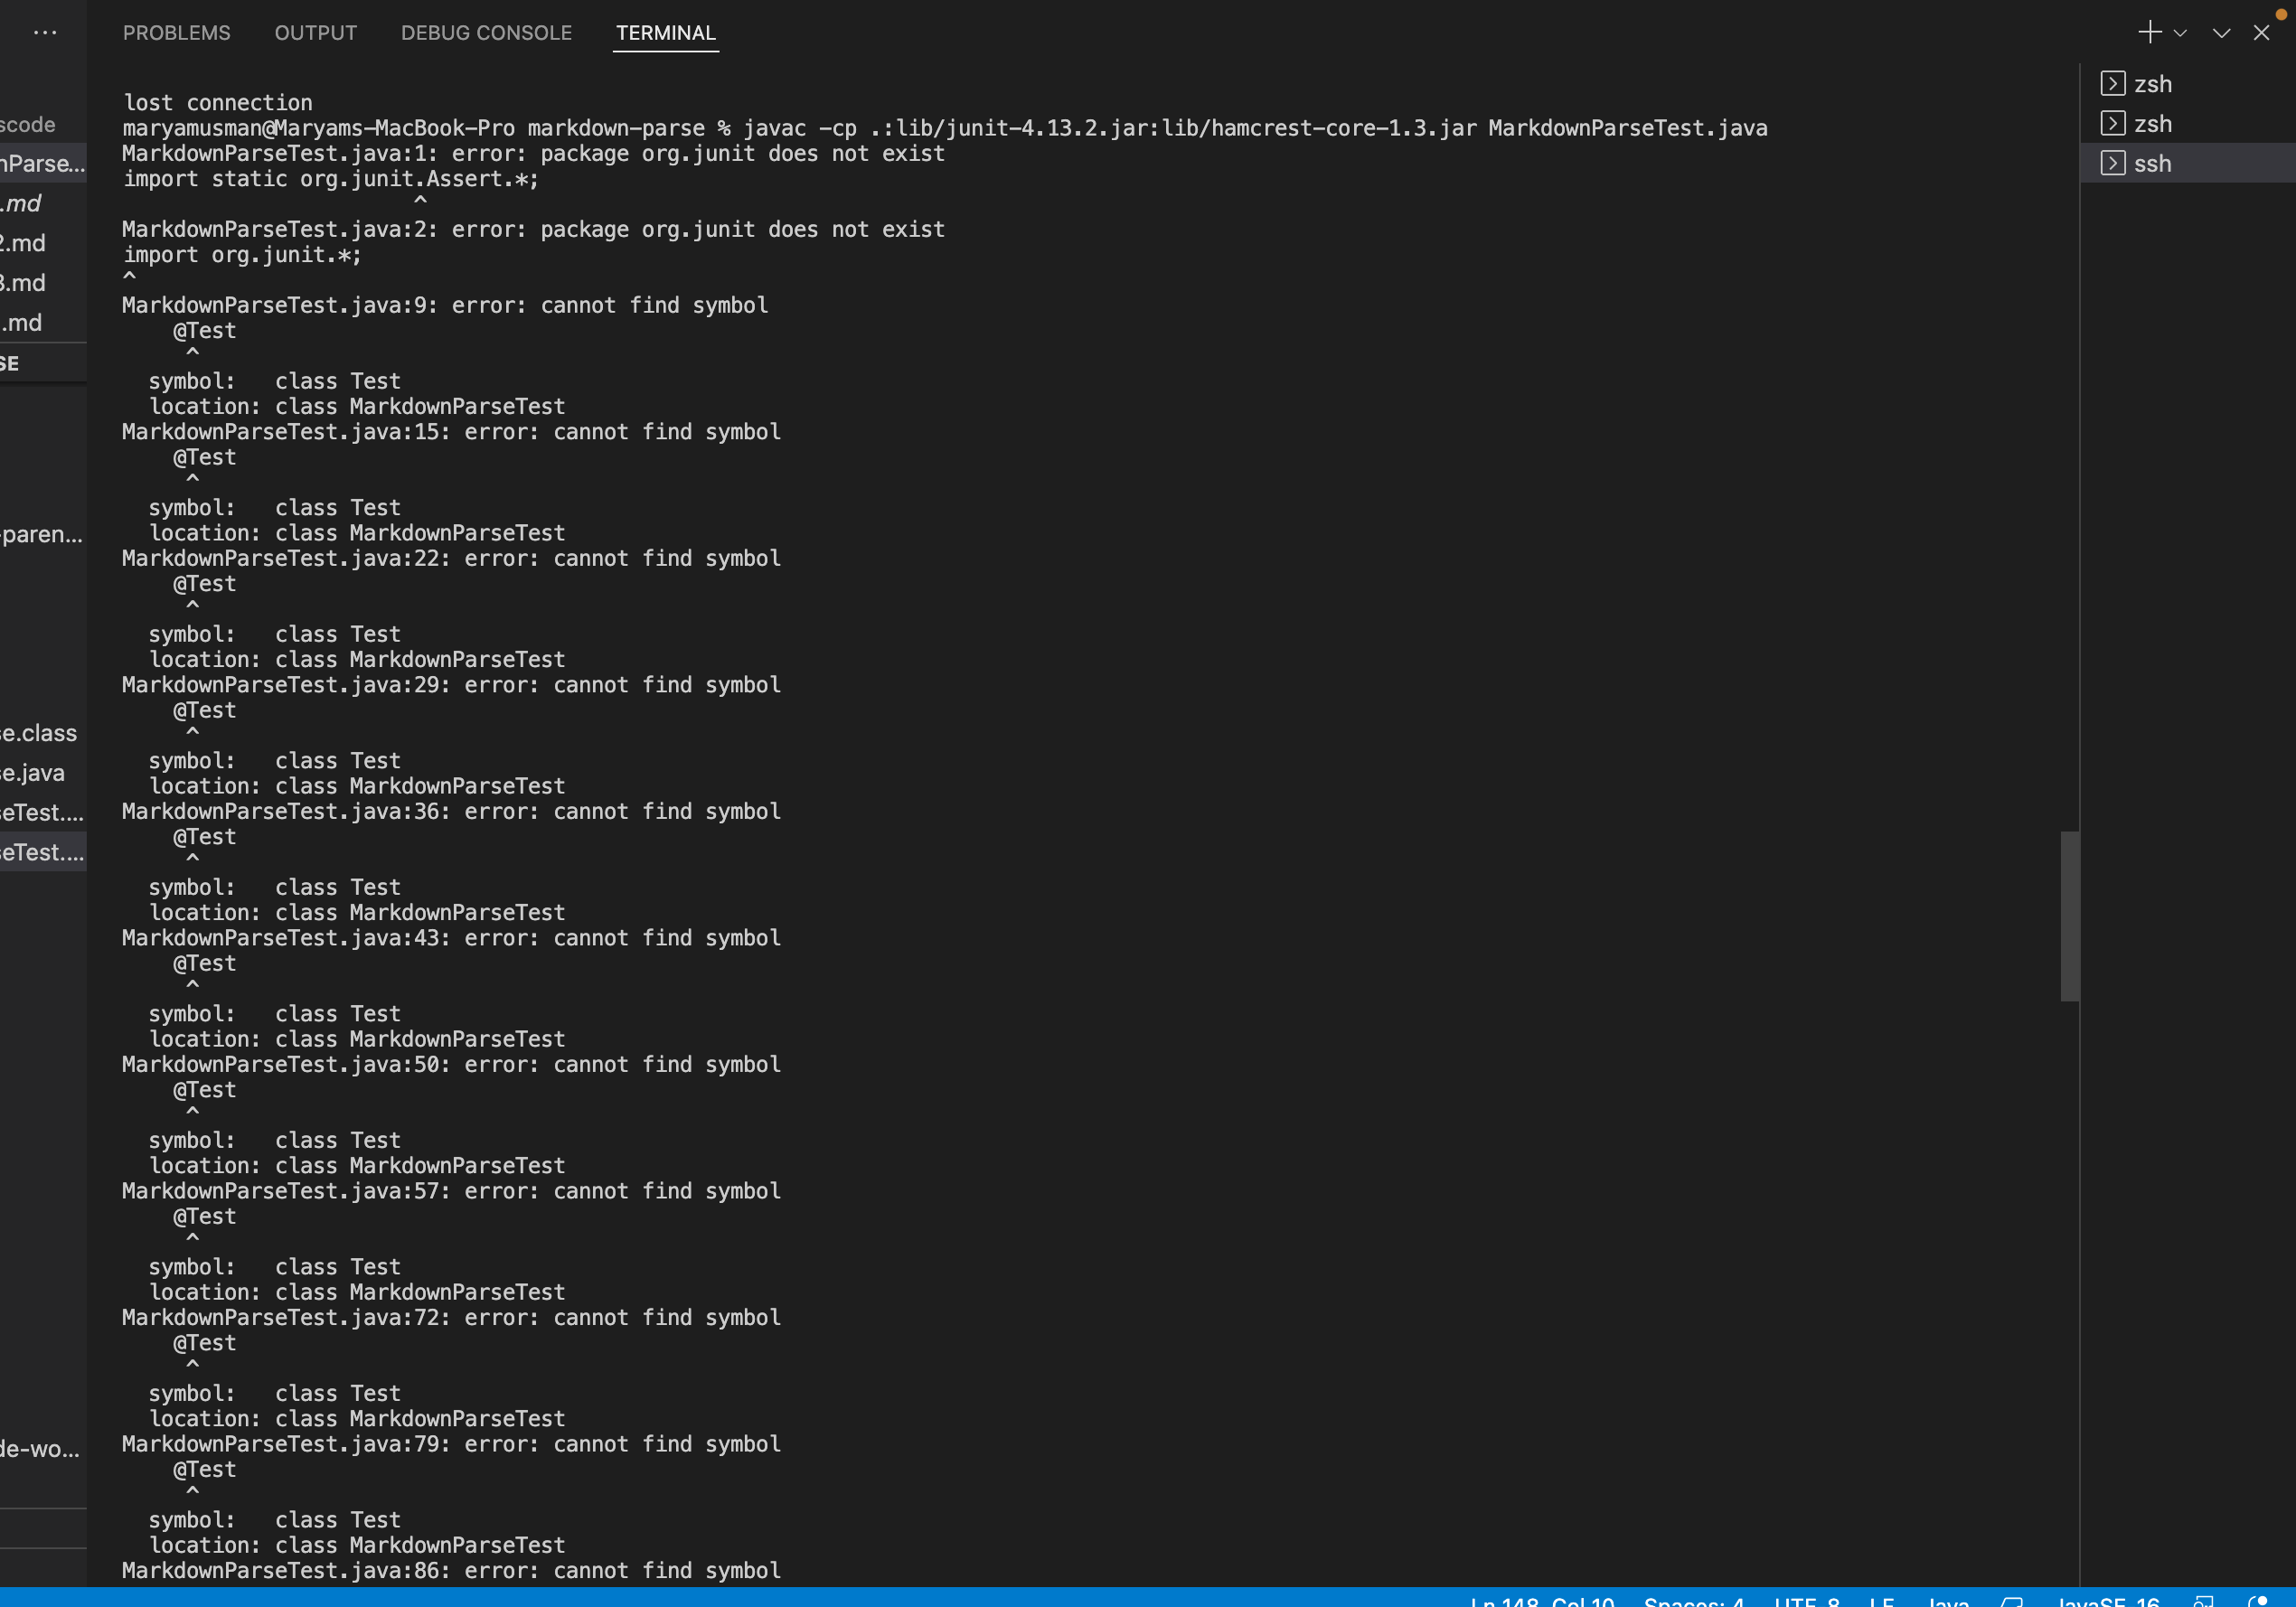 PROBLEMS OUTPUT DEBUG CONSOLE TERMINAL
zsh
zsh
ssh
scode
nParse...
.md
2.md
3.md
.md
SE
-paren...
se.class
se.java
seTest....
seTest....
de-wo...
lost connection
maryamusman@Maryams-MacBook-Pro markdown-parse % javac -cp .:lib/junit-4.13.2.jar:lib/hamcrest-core-1.3.jar MarkdownParseTest.java
MarkdownParseTest.java:1: error: package org.junit does not exist
import static org.junit.Assert.*;
^
MarkdownParseTest.java:2: error: package org.junit does not exist
import org.junit.*;
^
MarkdownParseTest.java:9: error: cannot find symbol
@Test
^
symbol:   class Test
location: class MarkdownParseTest
MarkdownParseTest.java:15: error: cannot find symbol
@Test
^
symbol:   class Test
location: class MarkdownParseTest
MarkdownParseTest.java:22: error: cannot find symbol
@Test
^
symbol:   class Test
location: class MarkdownParseTest
MarkdownParseTest.java:29: error: cannot find symbol
@Test
^
symbol:   class Test
location: class MarkdownParseTest
MarkdownParseTest.java:36: error: cannot find symbol
@Test
^
symbol:   class Test
location: class MarkdownParseTest
MarkdownParseTest.java:43: error: cannot find symbol
@Test
^
symbol:   class Test
location: class MarkdownParseTest
MarkdownParseTest.java:50: error: cannot find symbol
@Test
^
symbol:   class Test
location: class MarkdownParseTest
MarkdownParseTest.java:57: error: cannot find symbol
@Test
^
symbol:   class Test
location: class MarkdownParseTest
MarkdownParseTest.java:72: error: cannot find symbol
@Test
^
symbol:   class Test
location: class MarkdownParseTest
MarkdownParseTest.java:79: error: cannot find symbol
@Test
^
symbol:   class Test
location: class MarkdownParseTest
MarkdownParseTest.java:86: error: cannot find symbol
Ln 148, Col 10 Spaces: 4 UTF-8 LF Java JavaSE-16